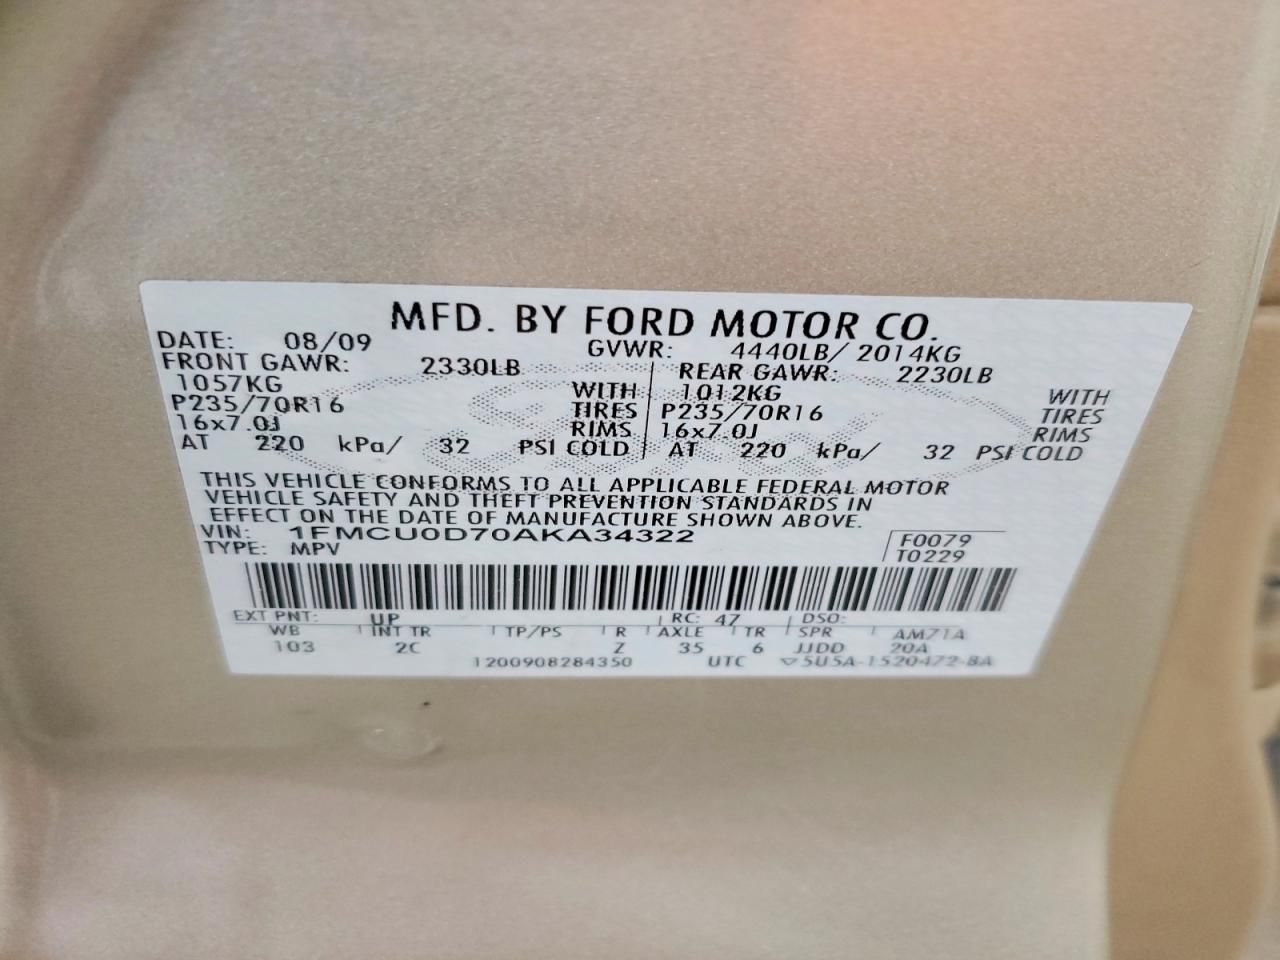 MFD. BY FORD MOTOR CO.
DATE: 08/09 GVWR: 4440LB/ 2014KG
FRONT GAWR: 2330LB REAR GAWR: 2230LB
1057KG WITH 1012KG WITH
P235/70R16 TIRES P235/70R16 TIRES
16x7.0J RIMS 16x7.0J RIMS
AT 220 kPa/ 32 PSI COLD AT 220 kPa/ 32 PSI COLD
THIS VEHICLE CONFORMS TO ALL APPLICABLE FEDERAL MOTOR
VEHICLE SAFETY AND THEFT PREVENTION STANDARDS IN
EFFECT ON THE DATE OF MANUFACTURE SHOWN ABOVE.
VIN: 1FMCU0D70AKA34322 F0079
TYPE: MPV T0229
EXT PNT: UP RC: 47 DSO:
WB INT TR TP/PS R AXLE TR SPR AM71A
103 2C Z 35 6 JJDD 20A
1200908284350 UTC ▽5U5A-1520472-BA